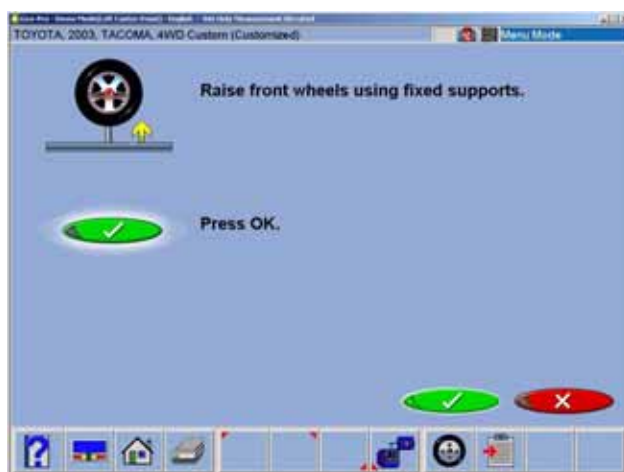 TOYOTA, 2003, TACOMA, 4WD Custom (Customized)
Menu Mode
Raise front wheels using fixed supports.
Press OK.